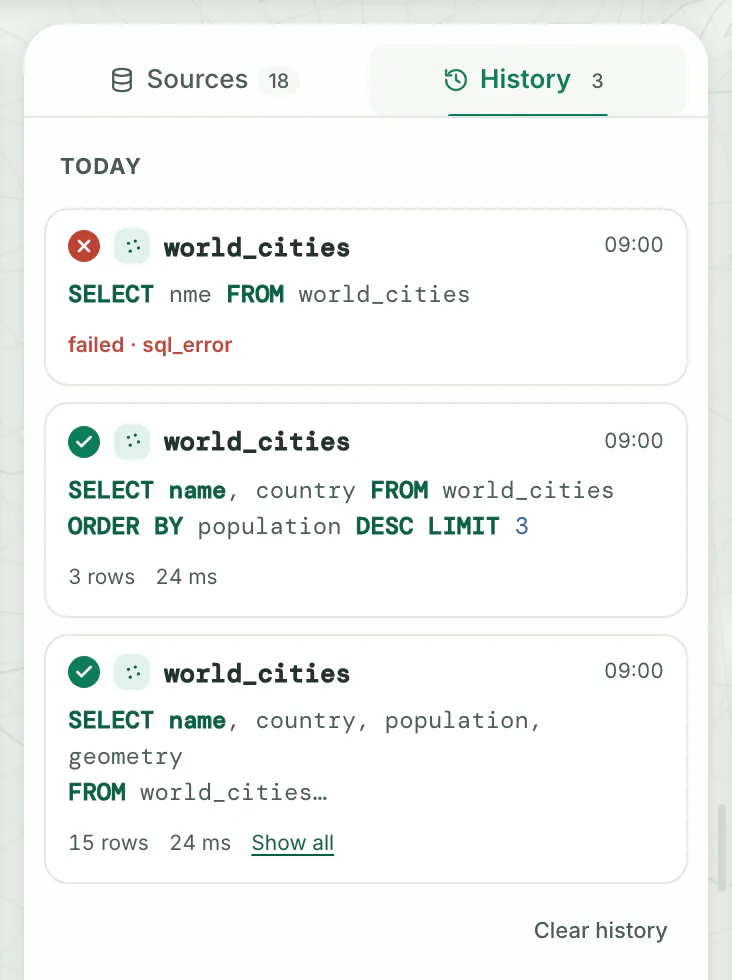 Sources 18
History 3
TODAY
world_cities 09:00
SELECT nme FROM world_cities
failed · sql_error
world_cities 09:00
SELECT name, country FROM world_cities
ORDER BY population DESC LIMIT 3
3 rows 24 ms
world_cities 09:00
SELECT name, country, population,
geometry
FROM world_cities…
15 rows 24 ms Show all
Clear history